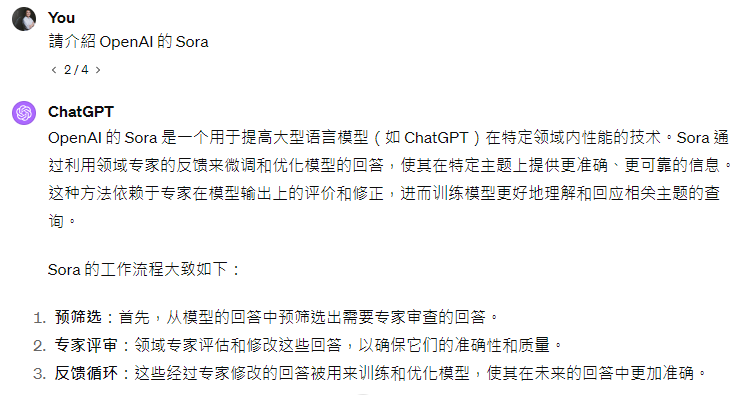 You
請介紹 OpenAI 的 Sora
< 2 / 4 >
ChatGPT
OpenAI 的 Sora 是一个用于提高大型语言模型（如 ChatGPT）在特定领域内性能的技术。Sora 通
过利用领域专家的反馈来微调和优化模型的回答，使其在特定主题上提供更准确、更可靠的信息。
这种方法依赖于专家在模型输出上的评价和修正，进而训练模型更好地理解和回应相关主题的查
询。
Sora 的工作流程大致如下：
1. 预筛选：首先，从模型的回答中预筛选出需要专家审查的回答。
2. 专家评审：领域专家评估和修改这些回答，以确保它们的准确性和质量。
3. 反馈循环：这些经过专家修改的回答被用来训练和优化模型，使其在未来的回答中更加准确。